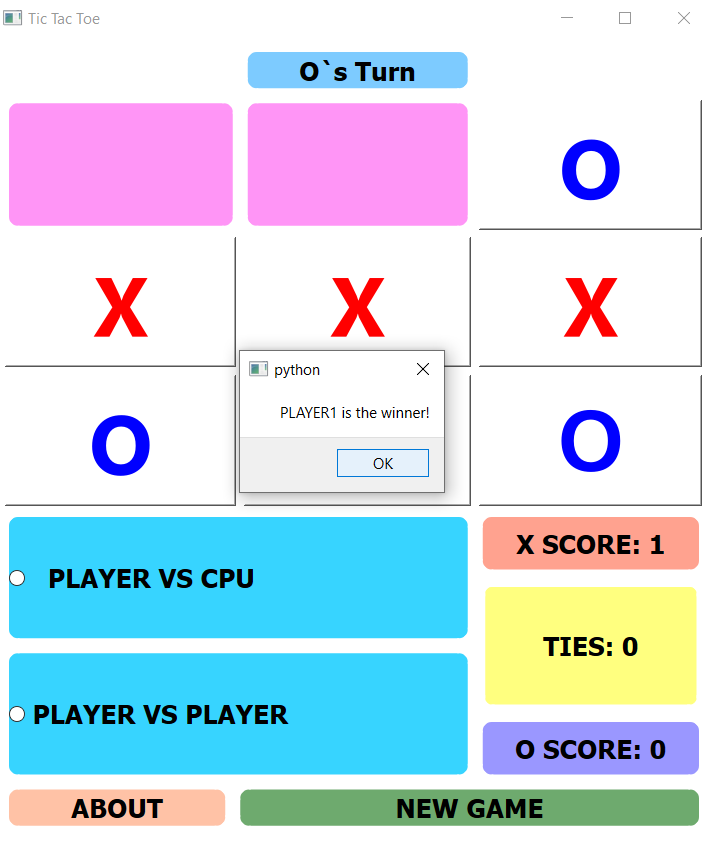 Tic Tac Toe
O`s Turn
O
X X X
python
PLAYER1 is the winner!
OK
O O
PLAYER VS CPU
X SCORE: 1
TIES: 0
PLAYER VS PLAYER
O SCORE: 0
ABOUT NEW GAME